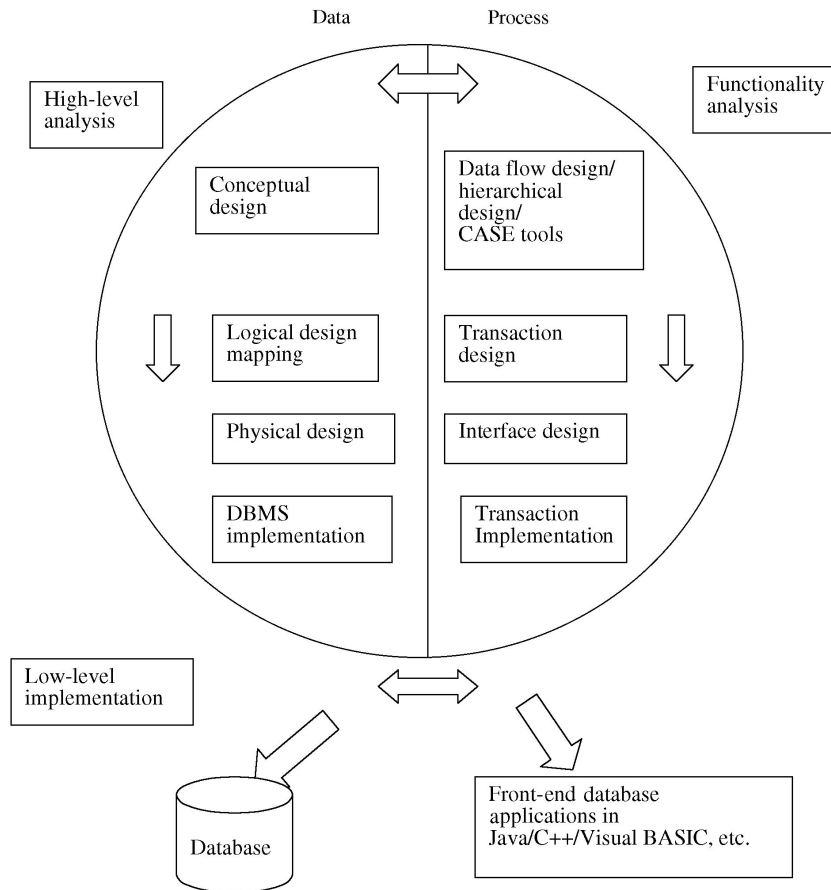 Data
Process
High-level
analysis
Functionality
analysis
Conceptual
design
Data flow design/
hierarchical
design/
CASE tools
Logical design
mapping
Transaction
design
Physical design
Interface design
DBMS
implementation
Transaction
Implementation
Low-level
implementation
Database
Front-end database
applications in
Java/C++/Visual BASIC, etc.